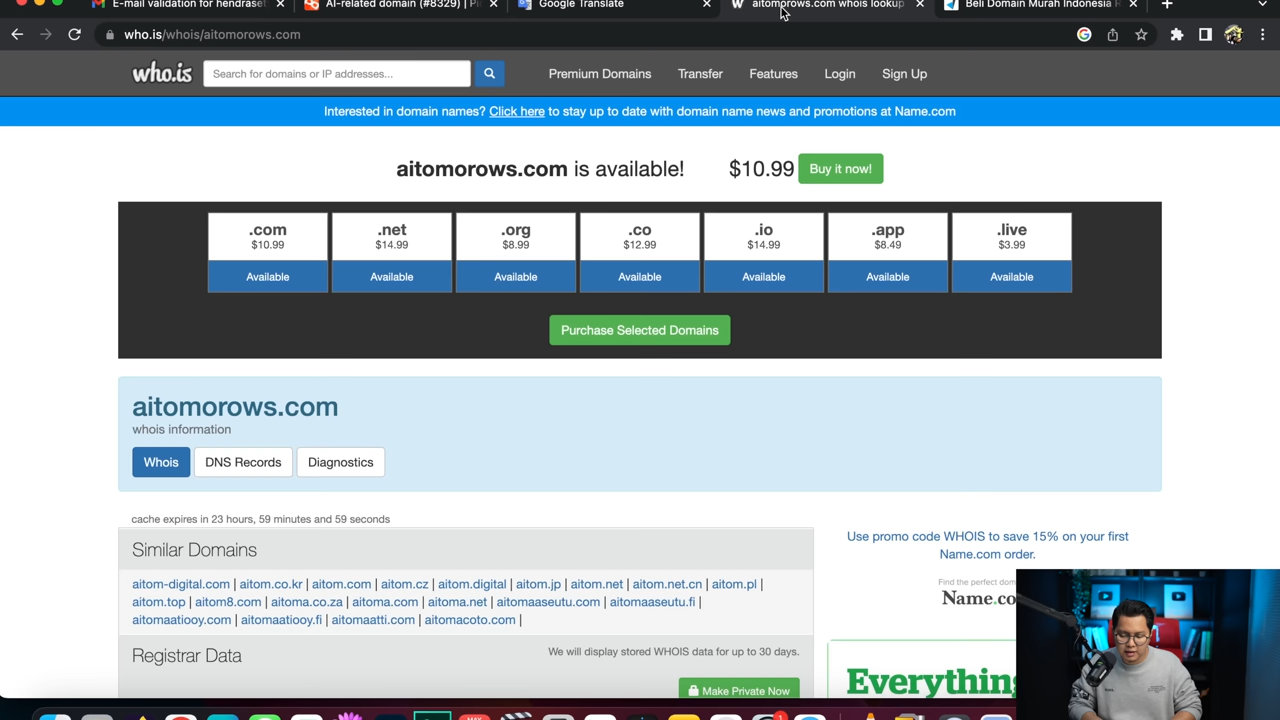 E-mail validation for hendraset
AI-related domain (#8329) | Pi
Google Translate
aitomorows.com whois lookup
Beli Domain Murah Indonesia R
who.is/whois/aitomorows.com
who.is
Search for domains or IP addresses...
Premium Domains
Transfer
Features
Login
Sign Up
Interested in domain names? Click here to stay up to date with domain name news and promotions at Name.com
aitomorows.com is available! $10.99 Buy it now!
.com .net .org .co .io .app .live
$10.99 $14.99 $8.99 $12.99 $14.99 $8.49 $3.99
Available Available Available Available Available Available Available
Purchase Selected Domains
aitomorows.com
whois information
Whois DNS Records Diagnostics
cache expires in 23 hours, 59 minutes and 59 seconds
Similar Domains
aitom-digital.com | aitom.co.kr | aitom.com | aitom.cz | aitom.digital | aitom.jp | aitom.net | aitom.net.cn | aitom.pl |
aitom.top | aitom8.com | aitoma.co.za | aitoma.com | aitoma.net | aitomaaseutu.com | aitomaaseutu.fi |
aitomaatiooy.com | aitomaatiooy.fi | aitomaatti.com | aitomacoto.com |
Registrar Data
We will display stored WHOIS data for up to 30 days.
Make Private Now
Use promo code WHOIS to save 15% on your first
Name.com order.
Find the perfect dom
Name.co
Everything